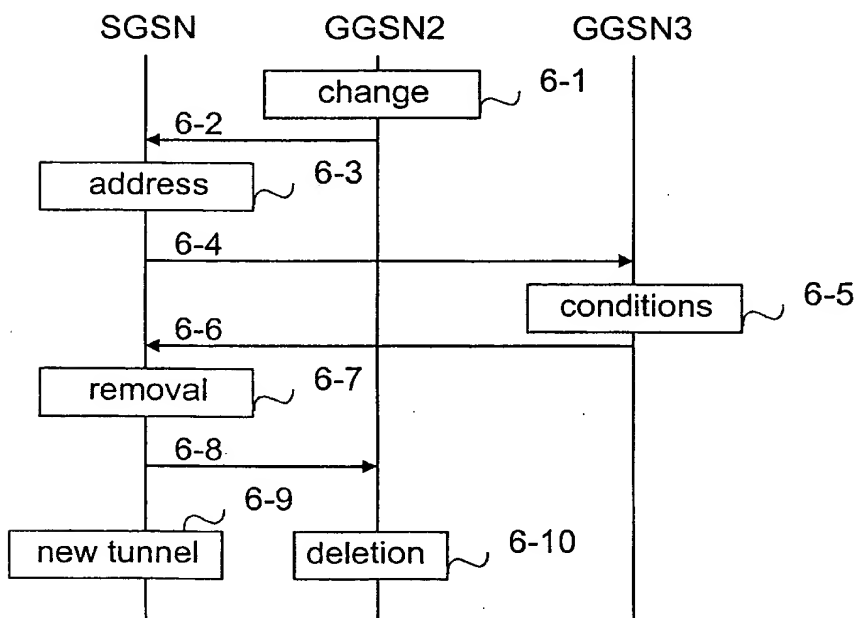 SGSN GGSN2 GGSN3
change 6-1
6-2
address 6-3
6-4
conditions 6-5
6-6
removal 6-7
6-8
6-9
new tunnel deletion 6-10